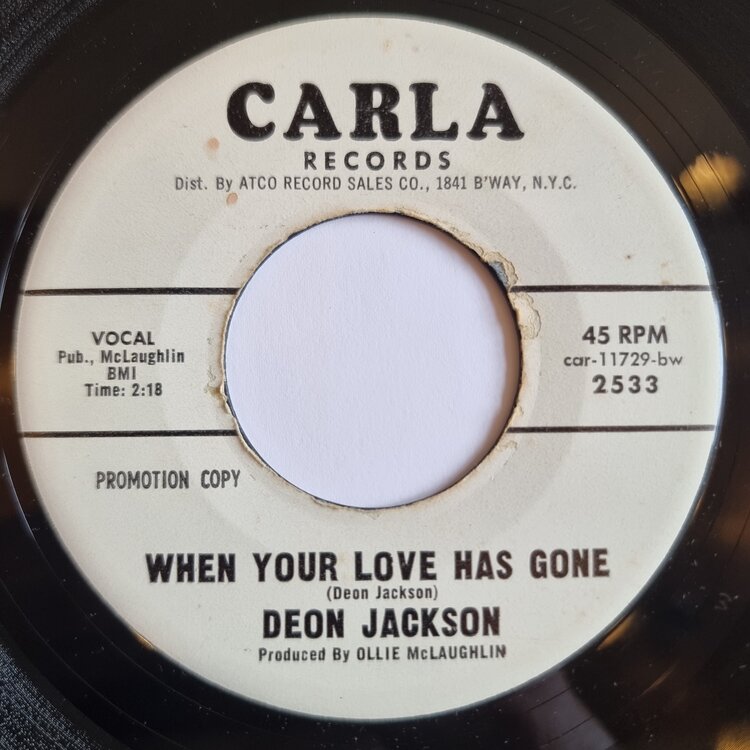 CARLA
RECORDS
Dist. By ATCO RECORD SALES CO., 1841 B'WAY, N.Y.C.
VOCAL
Pub., McLaughlin
BMI
Time: 2:18
45 RPM
car-11729-bw
2533
PROMOTION COPY
WHEN YOUR LOVE HAS GONE
(Deon Jackson)
DEON JACKSON
Produced By OLLIE McLAUGHLIN